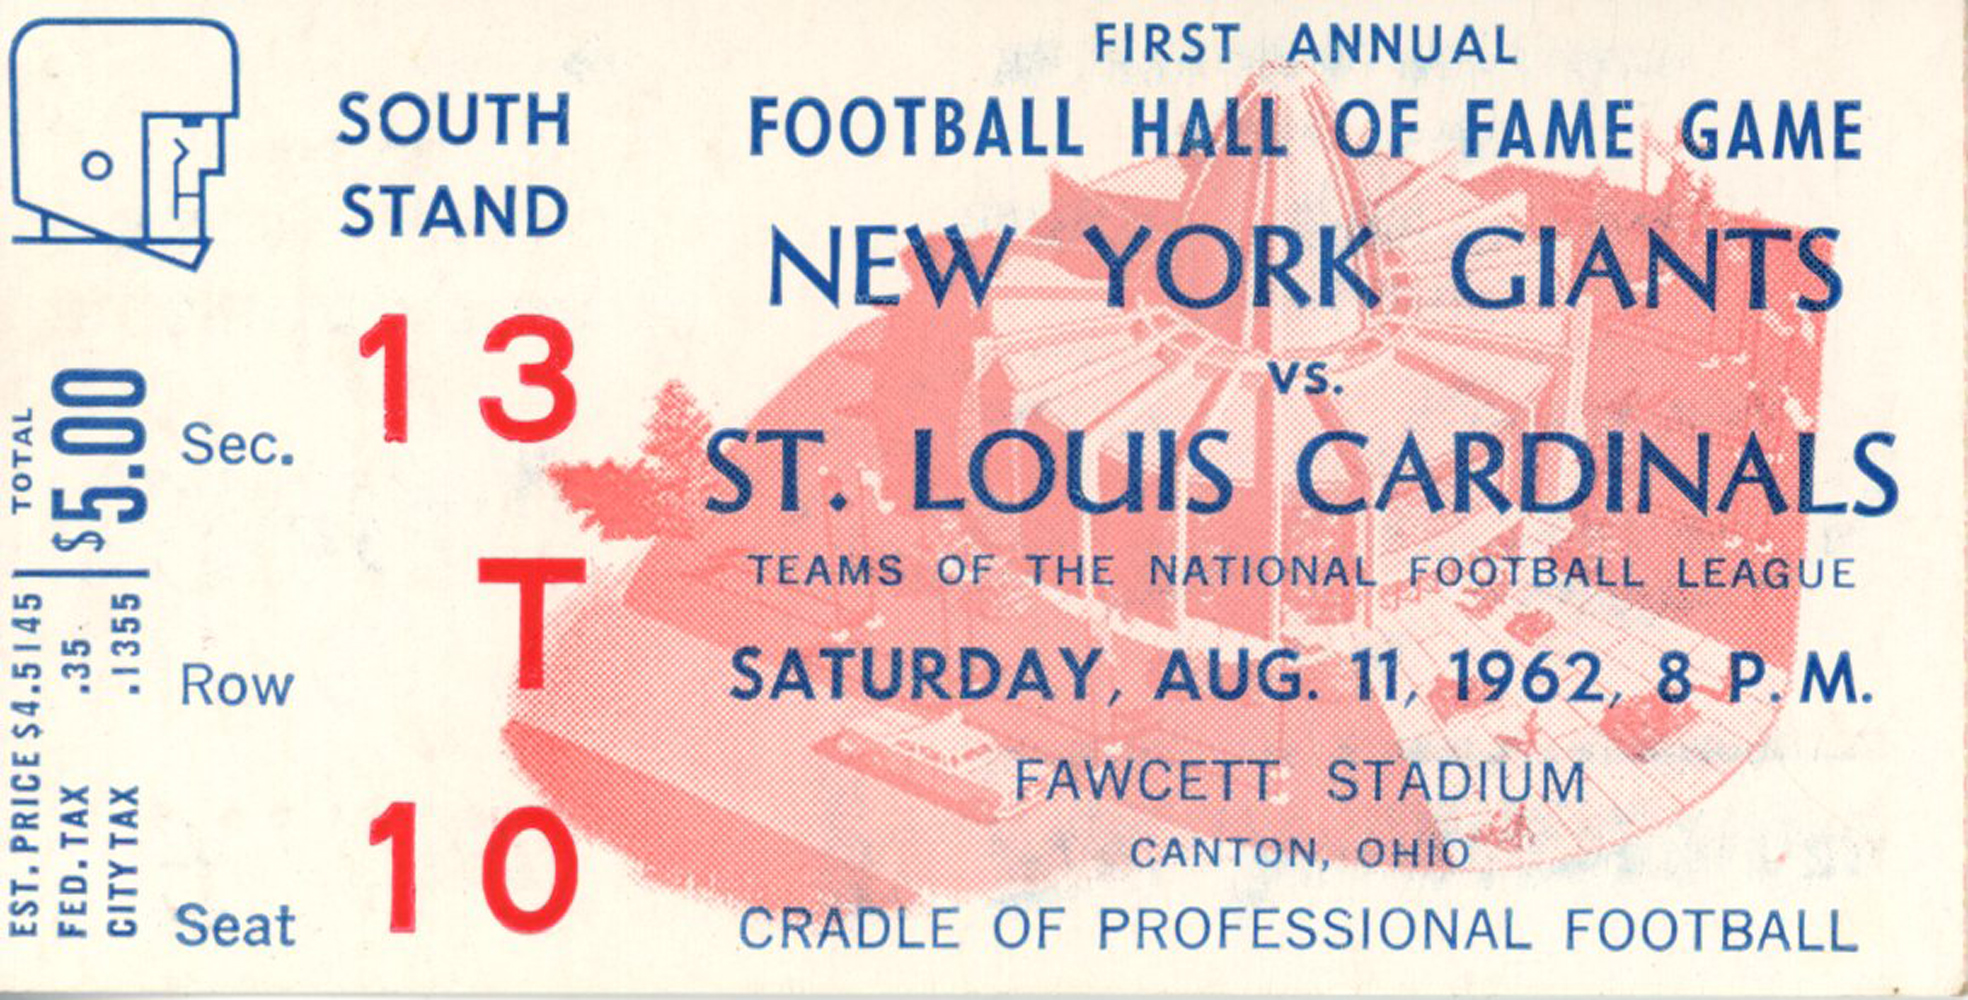 SOUTH
STAND
Sec. 13
Row T
Seat 10
EST. PRICE $4.5145
FED. TAX .35
CITY TAX .1355
TOTAL
$5.00
FIRST ANNUAL
FOOTBALL HALL OF FAME GAME
NEW YORK GIANTS
VS.
ST. LOUIS CARDINALS
TEAMS OF THE NATIONAL FOOTBALL LEAGUE
SATURDAY, AUG. 11, 1962, 8 P. M.
FAWCETT STADIUM
CANTON, OHIO
CRADLE OF PROFESSIONAL FOOTBALL